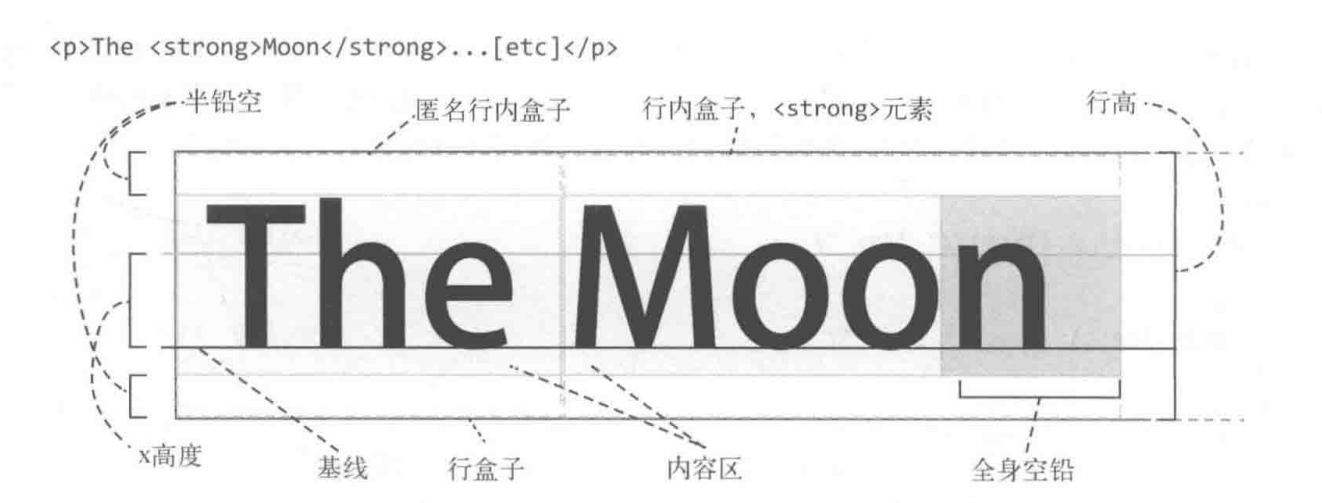 <p>The <strong>Moon</strong>...[etc]</p>
半铅空
匿名行内盒子
行内盒子，<strong>元素
行高
The Moon
x高度
基线
行盒子
内容区
全身空铅